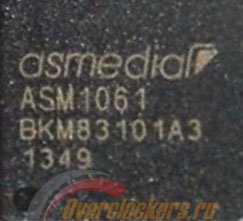 asmedia
ASM1061
BKM83101A3
1349
Overclockers.ru